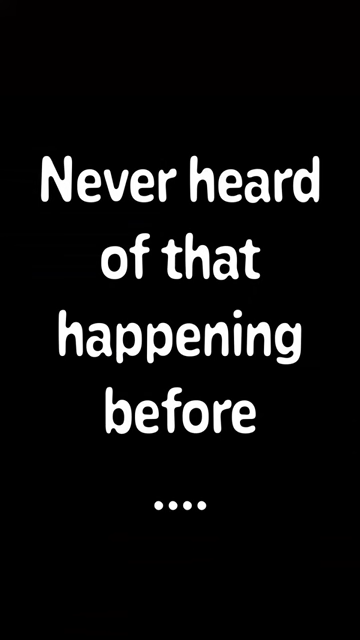 Never heard
of that
happening
before
....